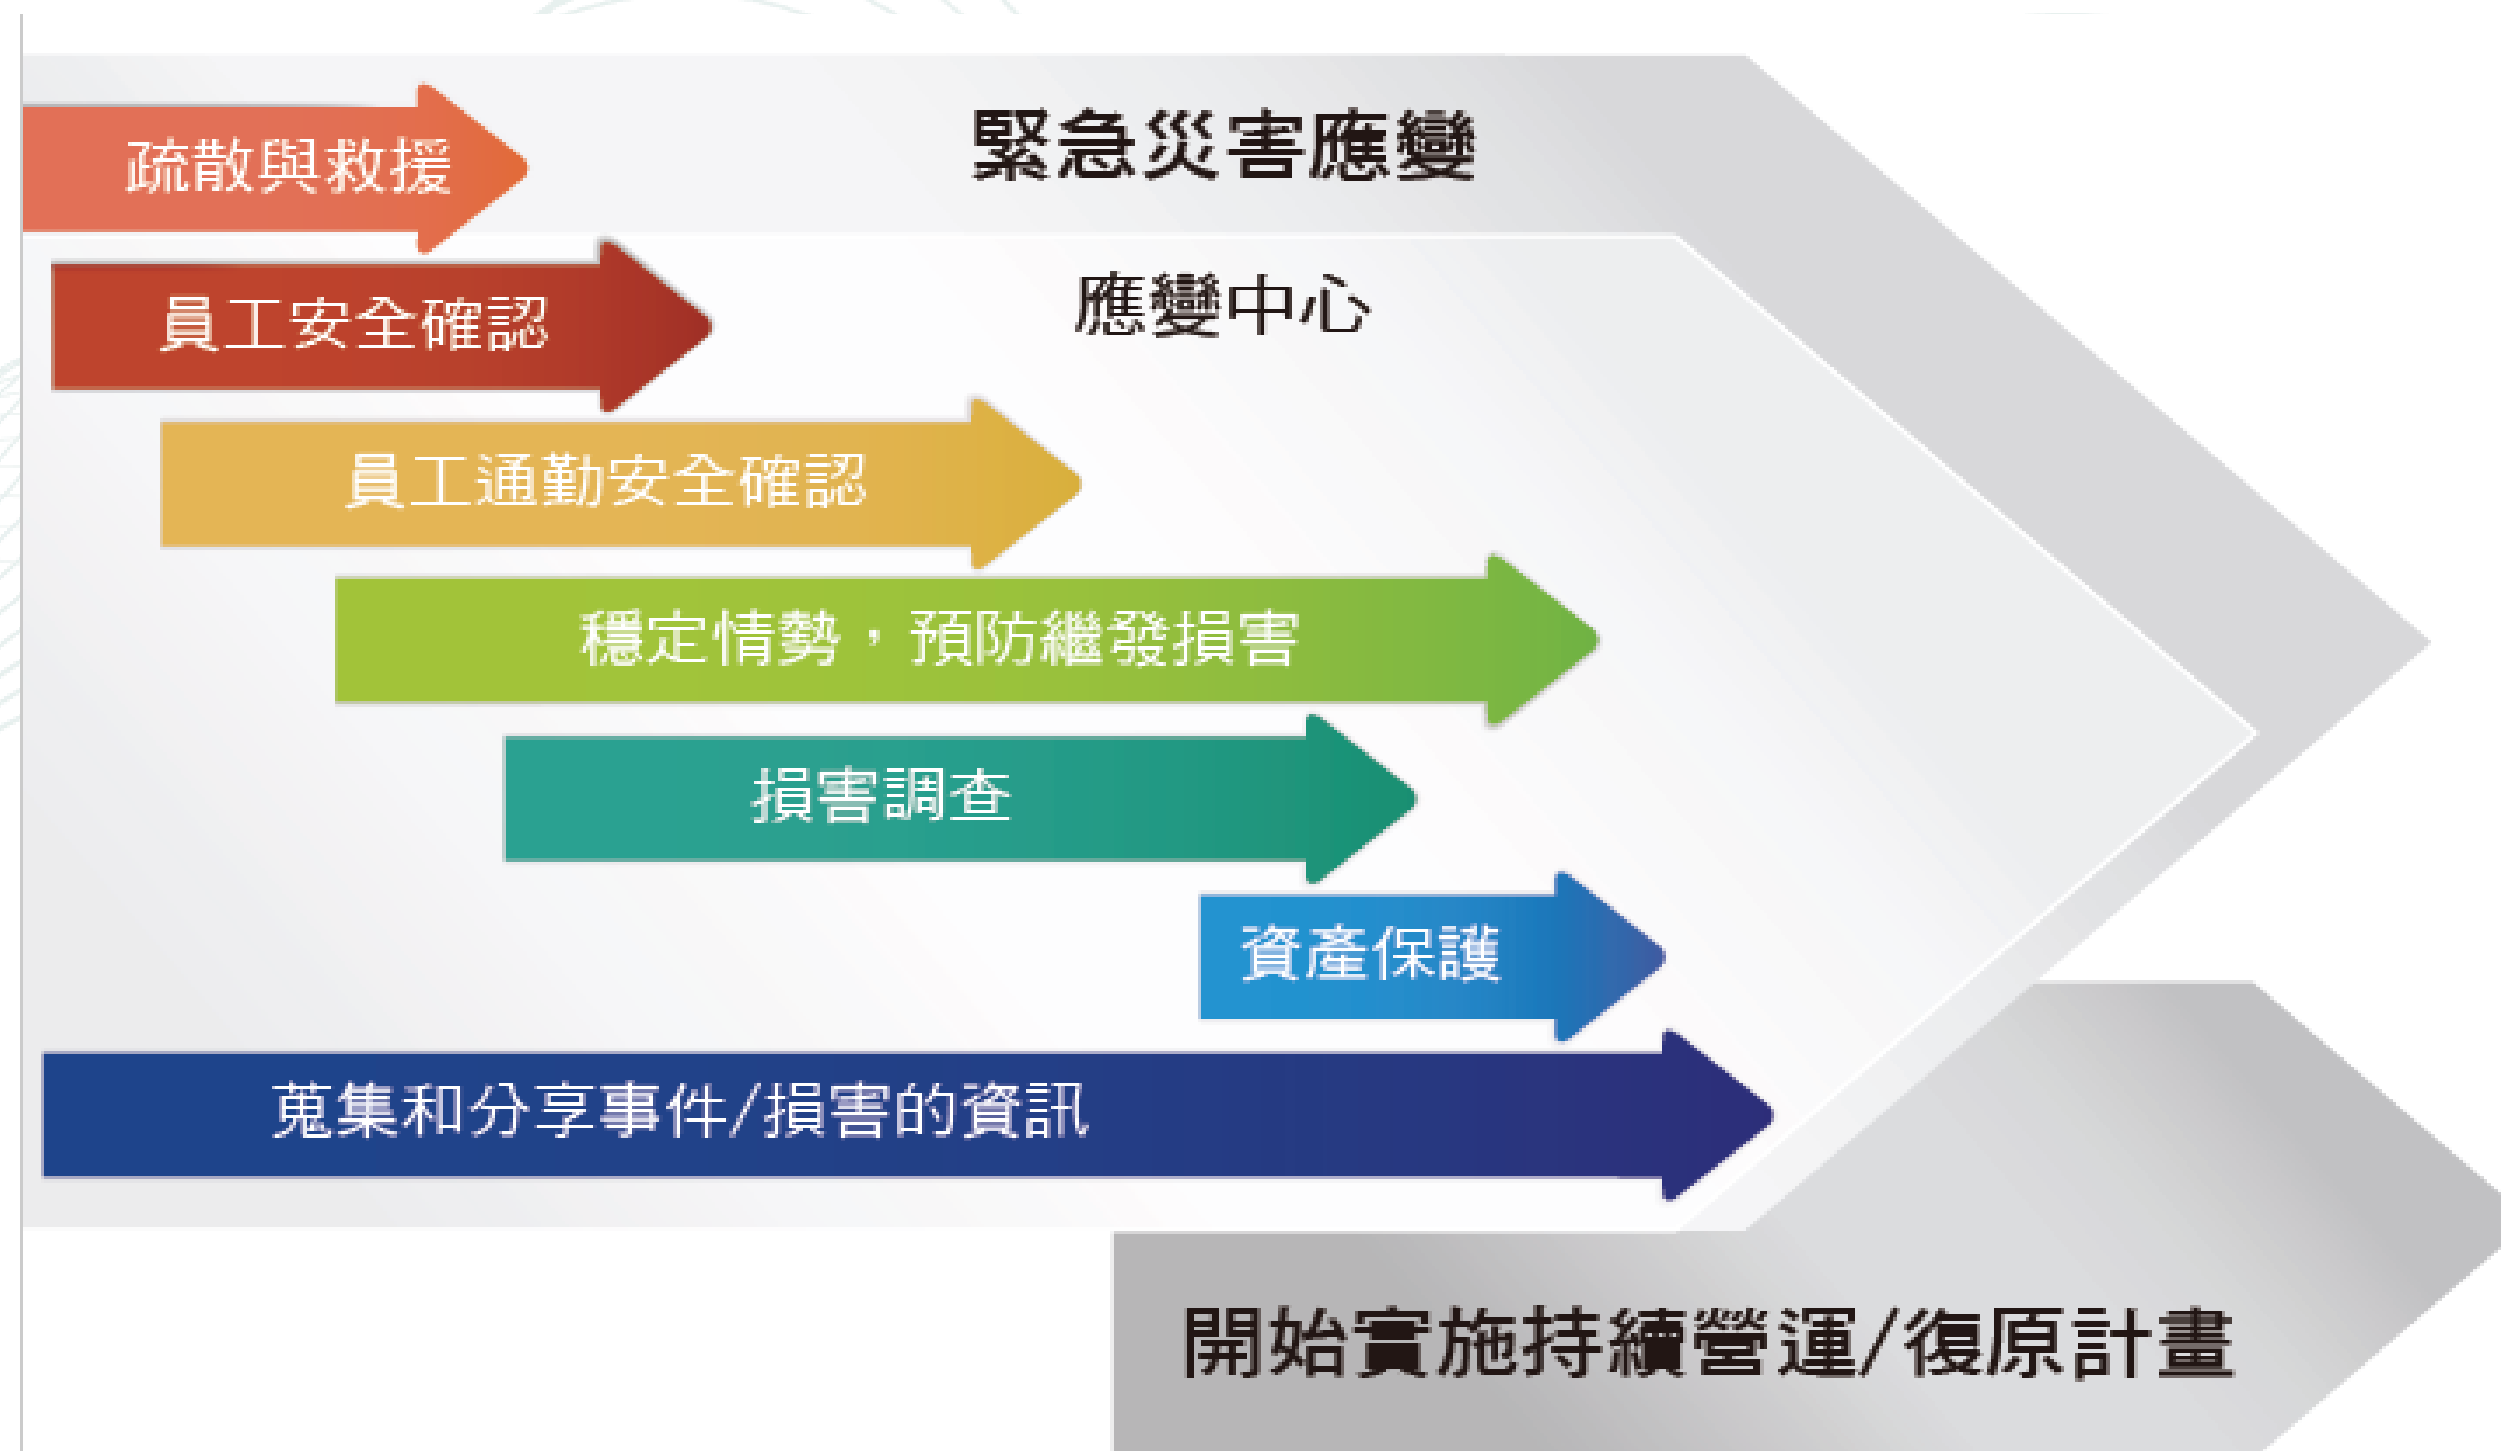 緊急災害應變
疏散與救援
應變中心
員工安全確認
員工通勤安全確認
穩定情勢，預防繼發損害
損害調查
資產保護
蒐集和分享事件/損害的資訊
開始實施持續營運/復原計畫